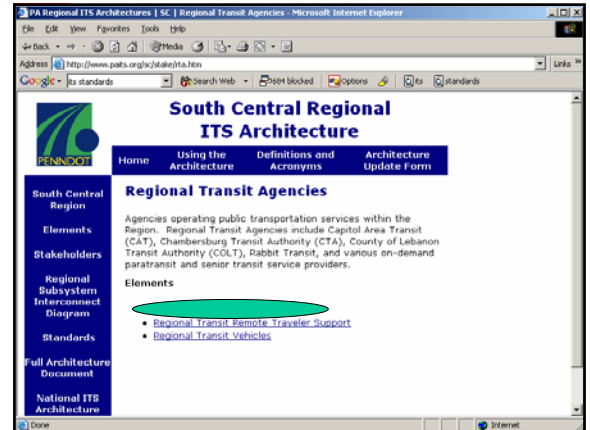 PA Regional ITS Architectures | SC | Regional Transit Agencies - Microsoft Internet Explorer
File Edit View Favorites Tools Help
Back Media
Address http://www.paits.org/sc/stake/rta.htm Links »
Google its standards Search Web blocked Options its standards
South Central Regional
ITS Architecture
PENNDOT
Home Using the Architecture Definitions and Acronyms Architecture Update Form
South Central
Region
Elements
Stakeholders
Regional
Subsystem
Interconnect
Diagram
Standards
Full Architecture
Document
National ITS
Architecture
Regional Transit Agencies
Agencies operating public transportation services within the
Region. Regional Transit Agencies include Capitol Area Transit
(CAT), Chambersburg Transit Authority (CTA), County of Lebanon
Transit Authority (COLT), Rabbit Transit, and various on-demand
paratransit and senior transit service providers.
Elements
• Regional Transit Remote Traveler Support
• Regional Transit Vehicles
Done Internet